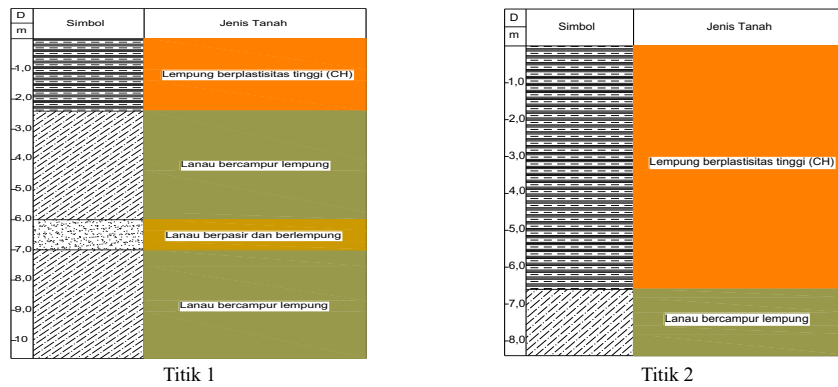 D
m
Simbol
Jenis Tanah
-1,0
-2,0
-3,0
-4,0
-5,0
-6,0
-7,0
-8,0
-9,0
-10
Lempung berplastisitas tinggi (CH)
Lanau bercampur lempung
Lanau berpasir dan berlempung
Lanau bercampur lempung
Titik 1
D
m
Simbol
Jenis Tanah
-1,0
-2,0
-3,0
-4,0
-5,0
-6,0
-7,0
-8,0
Lempung berplastisitas tinggi (CH)
Lanau bercampur lempung
Titik 2